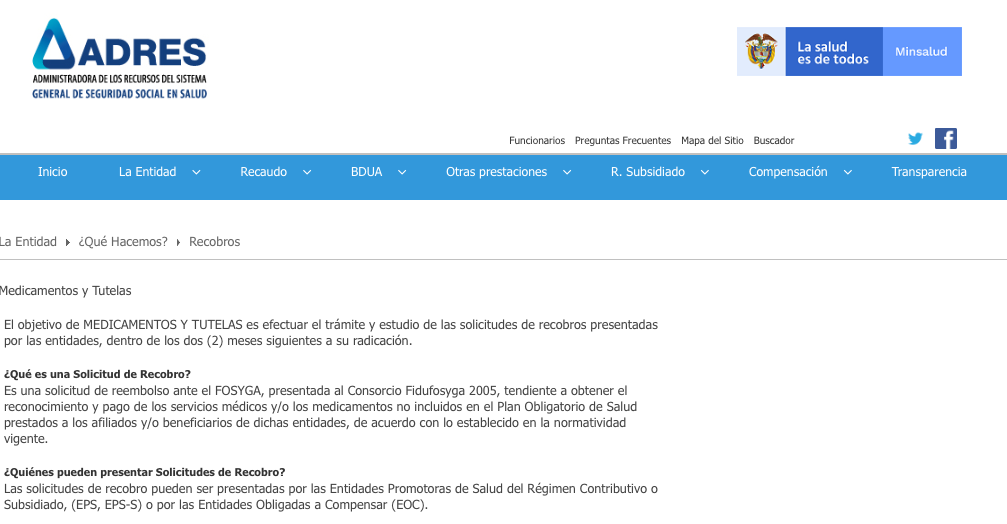 ADRES
ADMINISTRADORA DE LOS RECURSOS DEL SISTEMA
GENERAL DE SEGURIDAD SOCIAL EN SALUD
La salud
es de todos
Minsalud
Funcionarios Preguntas Frecuentes Mapa del Sitio Buscador
Inicio La Entidad Recaudo BDUA Otras prestaciones R. Subsidiado Compensación Transparencia
La Entidad ¿Qué Hacemos? Recobros
Medicamentos y Tutelas
El objetivo de MEDICAMENTOS Y TUTELAS es efectuar el trámite y estudio de las solicitudes de recobros presentadas
por las entidades, dentro de los dos (2) meses siguientes a su radicación.
¿Qué es una Solicitud de Recobro?
Es una solicitud de reembolso ante el FOSYGA, presentada al Consorcio Fidufosyga 2005, tendiente a obtener el
reconocimiento y pago de los servicios médicos y/o los medicamentos no incluidos en el Plan Obligatorio de Salud
prestados a los afiliados y/o beneficiarios de dichas entidades, de acuerdo con lo establecido en la normatividad
vigente.
¿Quiénes pueden presentar Solicitudes de Recobro?
Las solicitudes de recobro pueden ser presentadas por las Entidades Promotoras de Salud del Régimen Contributivo o
Subsidiado, (EPS, EPS-S) o por las Entidades Obligadas a Compensar (EOC).